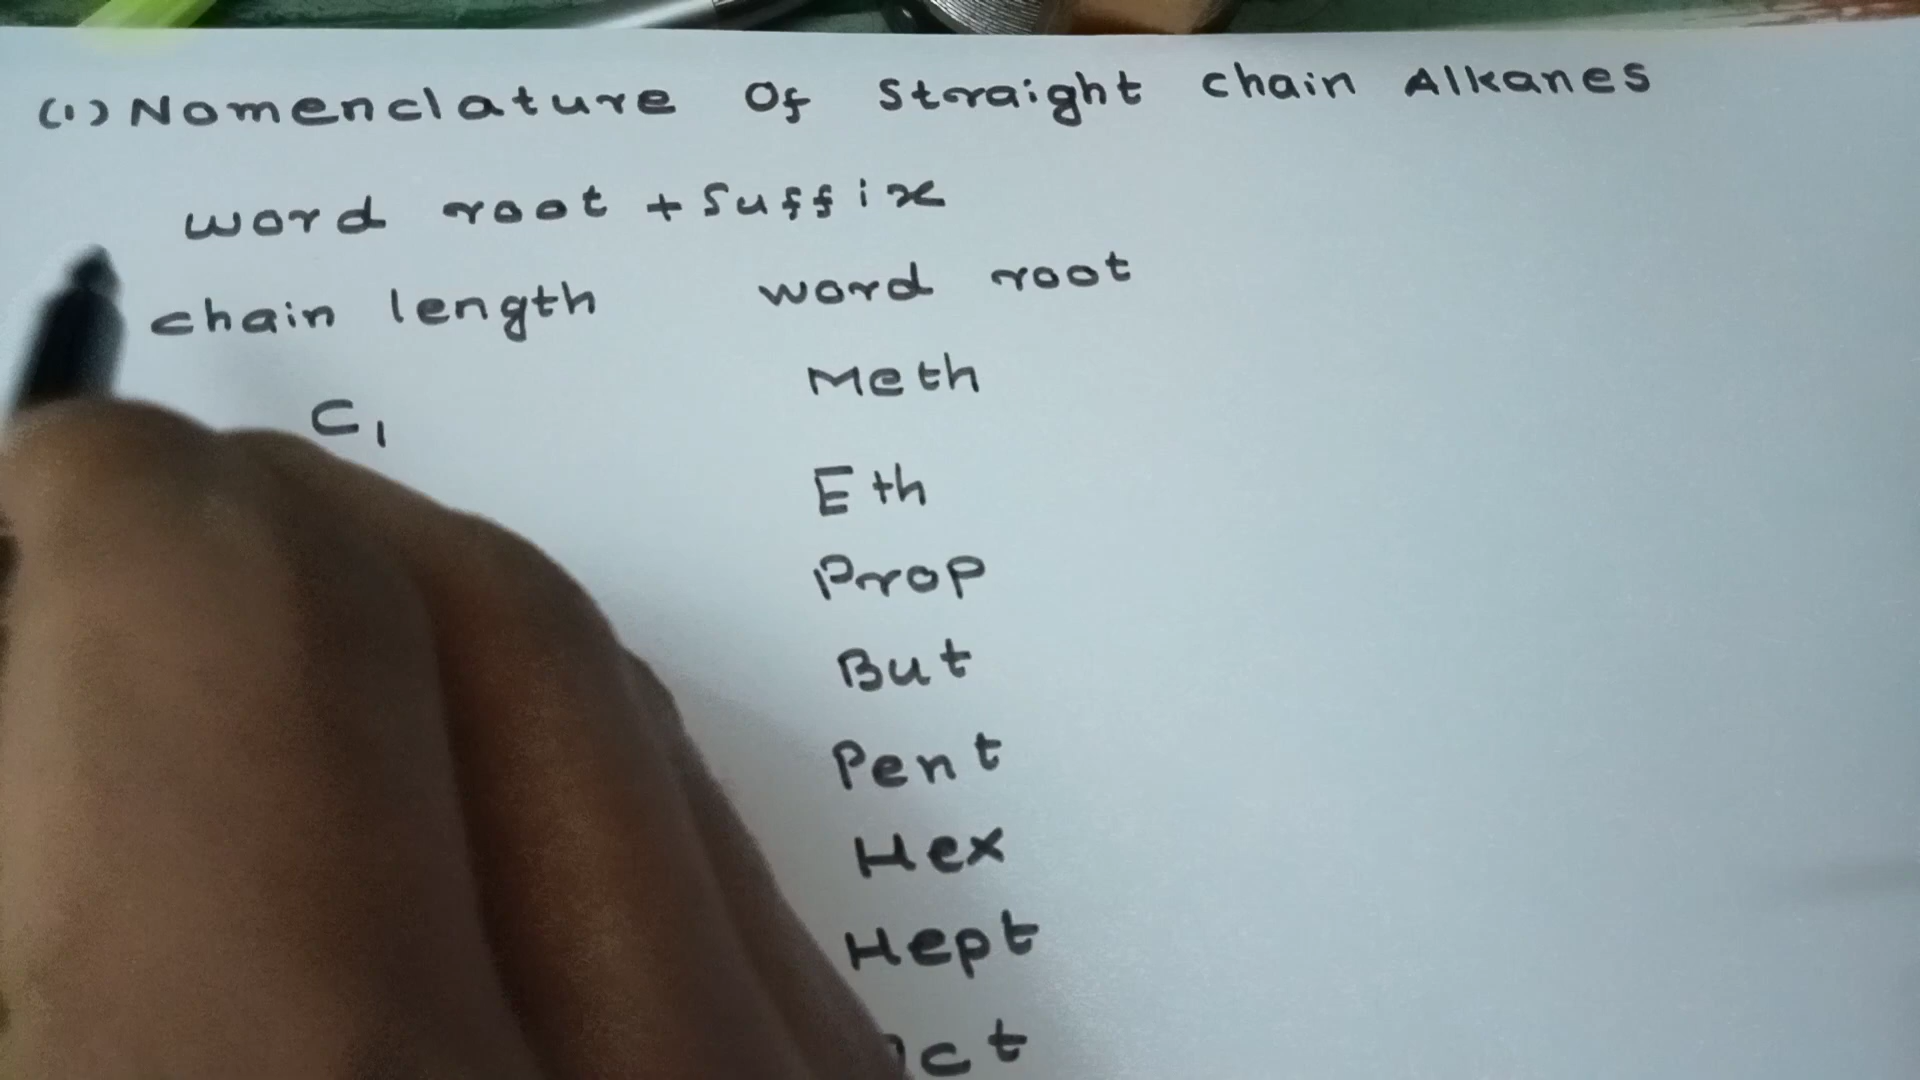 (1) Nomenclature Of Straight chain Alkanes
word root + Suffix
chain length word root
C1 Meth
Eth
Prop
But
Pent
Hex
Hept